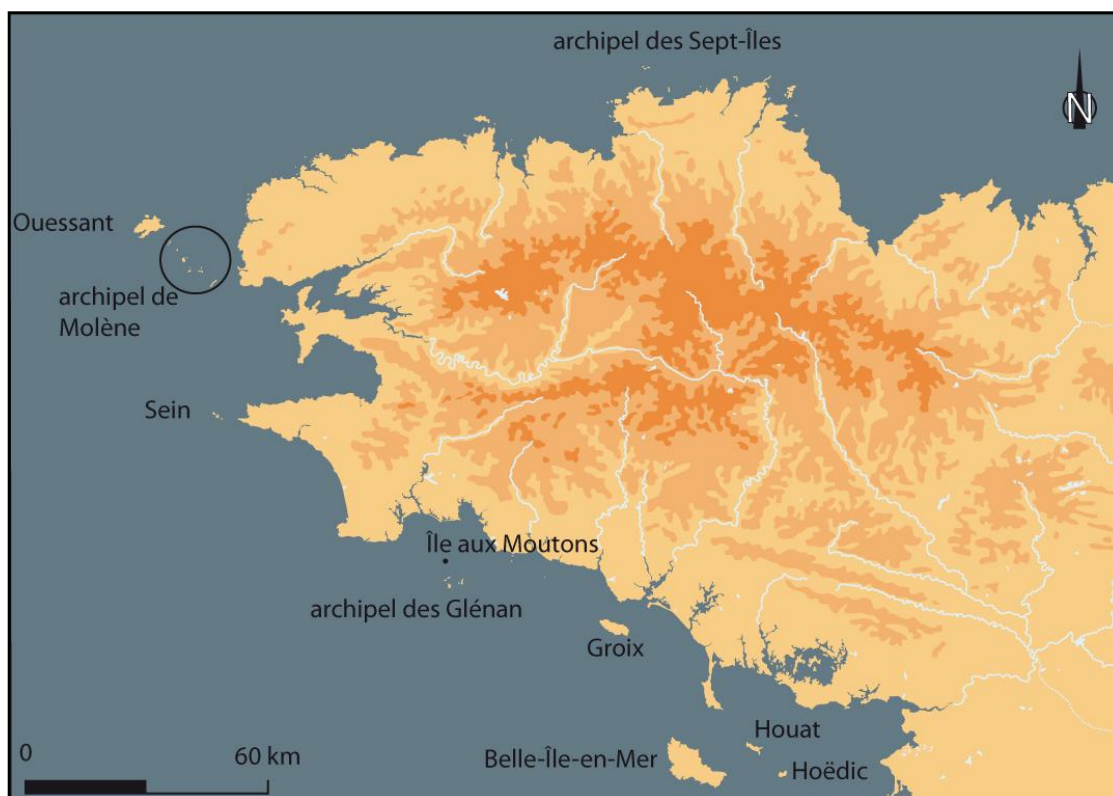 archipel des Sept-Îles
N
Ouessant
archipel de
Molène
Sein
Île aux Moutons
archipel des Glénan
Groix
Houat
Belle-Île-en-Mer
Hoëdic
0
60 km